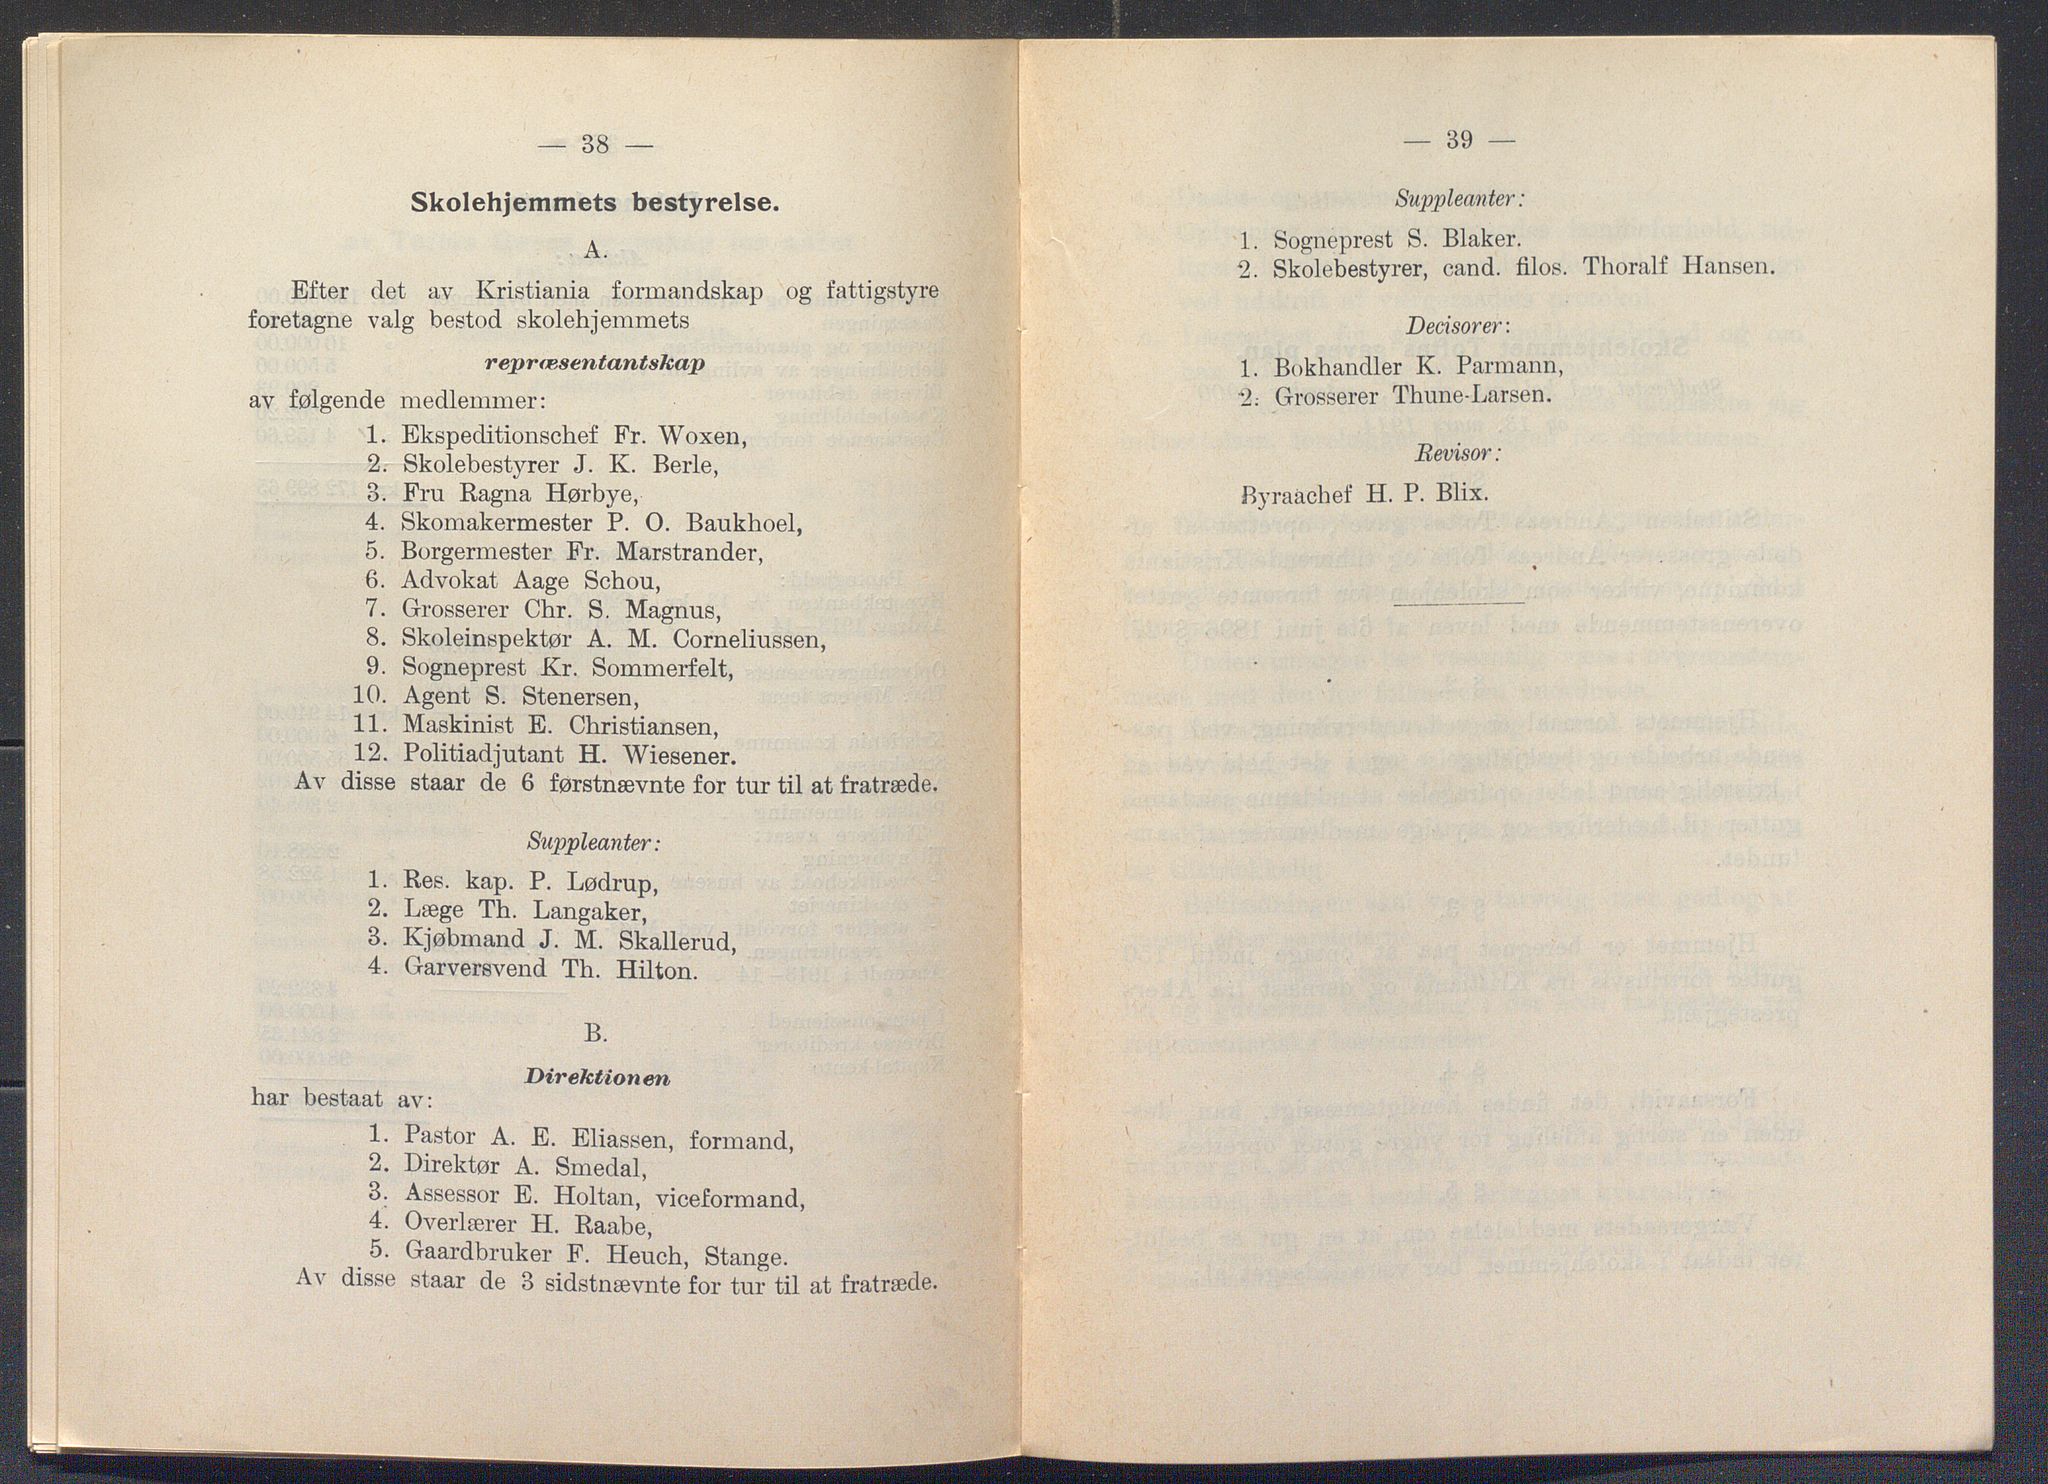 — 38 —
Skolehjemmets bestyrelse.
A.
Efter det av Kristiania formandskap og fattigstyre
foretagne valg bestod skolehjemmets
repræsentantskap
av følgende medlemmer:
1. Ekspeditionschef Fr. Woxen,
2. Skolebestyrer J. K. Berle,
3. Fru Ragna Hørbye,
4. Skomakermester P. O. Baukhoel,
5. Borgermester Fr. Marstrander,
6. Advokat Aage Schou,
7. Grosserer Chr. S. Magnus,
8. Skoleinspektør A. M. Corneliussen,
9. Sogneprest Kr. Sommerfelt,
10. Agent S. Stenersen,
11. Maskinist E. Christiansen,
12. Politiadjutant H. Wiesener.
Av disse staar de 6 førstnævnte for tur til at fratræde.
Suppleanter:
1. Res. kap. P. Lødrup,
2. Læge Th. Langaker,
3. Kjøbmand J. M. Skallerud,
4. Garversvend Th. Hilton.
B.
Direktionen
har bestaat av:
1. Pastor A. E. Eliassen, formand,
2. Direktør A. Smedal,
3. Assessor E. Holtan, viceformand,
4. Overlærer H. Raabe,
5. Gaardbruker F. Heuch, Stange.
Av disse staar de 3 sidstnævnte for tur til at fratræde.
— 39 —
Suppleanter:
1. Sogneprest S. Blaker.
2. Skolebestyrer, cand. filos. Thoralf Hansen.
Decisorer:
1. Bokhandler K. Parmann,
2. Grosserer Thune-Larsen.
Revisor:
Byraachef H. P. Blix.